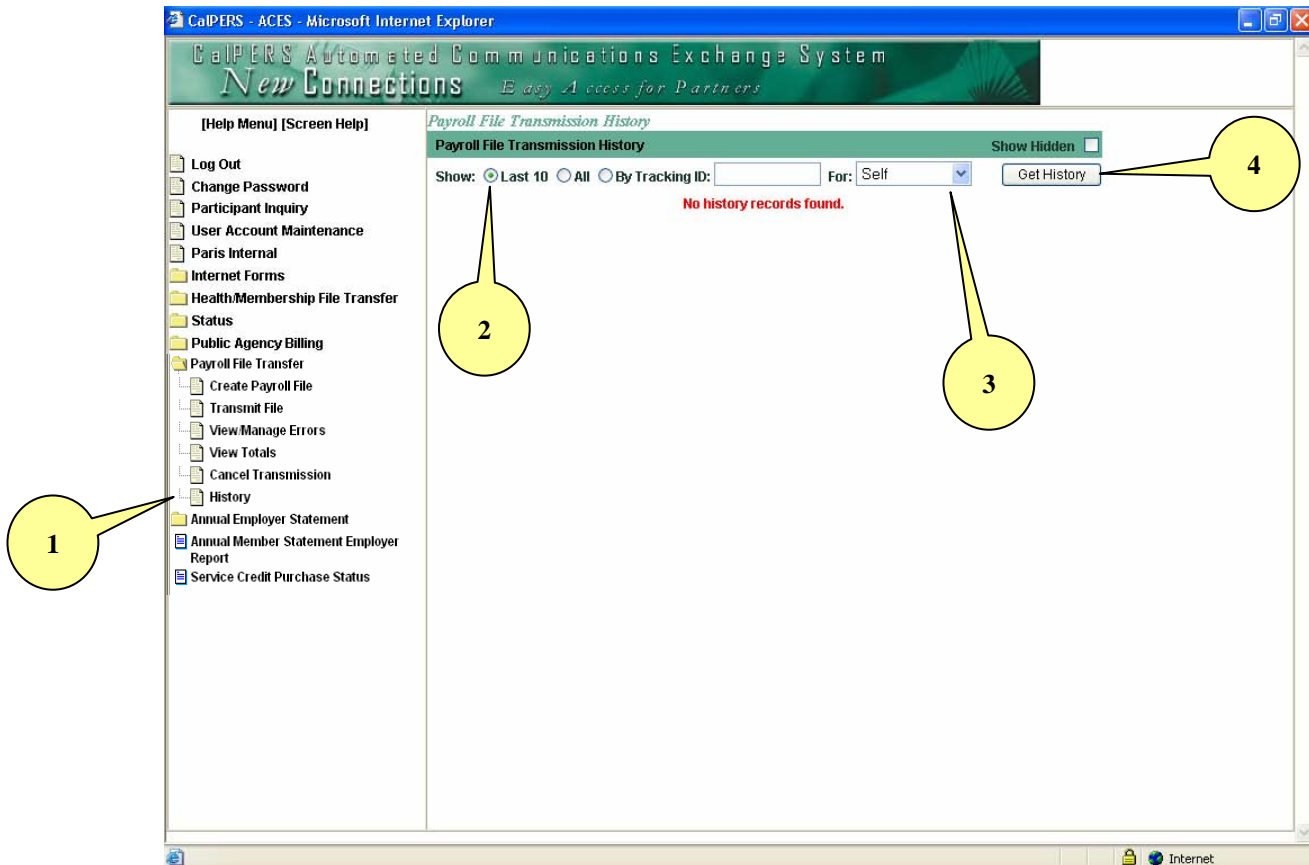 CalPERS - ACES - Microsoft Internet Explorer
CalPERS Automated Communications Exchange System
New Connections Easy Access for Partners
[Help Menu] [Screen Help]
Log Out
Change Password
Participant Inquiry
User Account Maintenance
Paris Internal
Internet Forms
Health/Membership File Transfer
Status
Public Agency Billing
Payroll File Transfer
Create Payroll File
Transmit File
View/Manage Errors
View Totals
Cancel Transmission
History
Annual Employer Statement
Annual Member Statement Employer
Report
Service Credit Purchase Status
Payroll File Transmission History
Payroll File Transmission History Show Hidden
Show: Last 10 All By Tracking ID: For: Self Get History
No history records found.
1
2
3
4
Internet